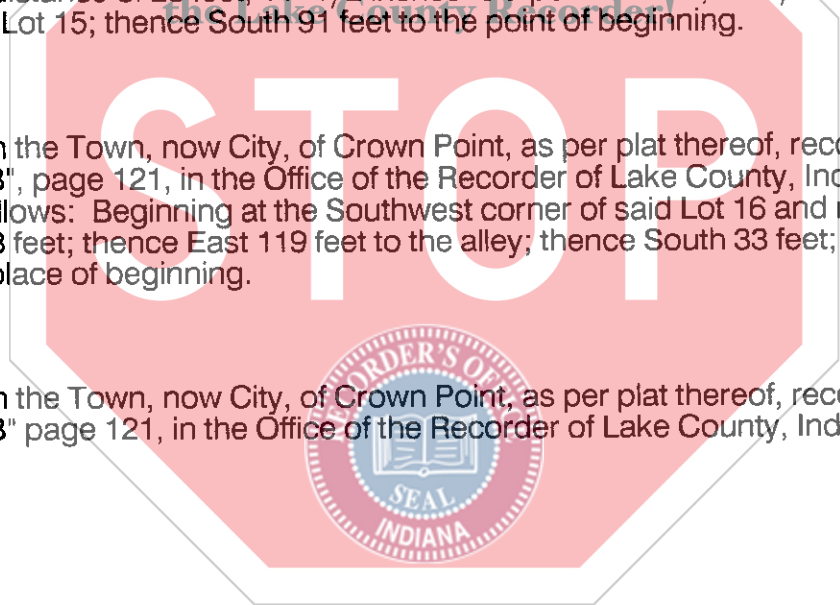 the Lake County Recorder!
Lot 15; thence South 91 feet to the point of beginning.
STOP
the Town, now City, of Crown Point, as per plat thereof,
", page 121, in the Office of the Recorder of Lake County,
Beginning at the Southwest corner of said Lot 16 and
feet; thence East 119 feet to the alley; thence South 33 feet;
place of beginning.
RECORDER'S OFFICE
the Town, now City, of Crown Point, as per plat thereof,
" page 121, in the Office of the Recorder of Lake County,
SEAL
INDIANA